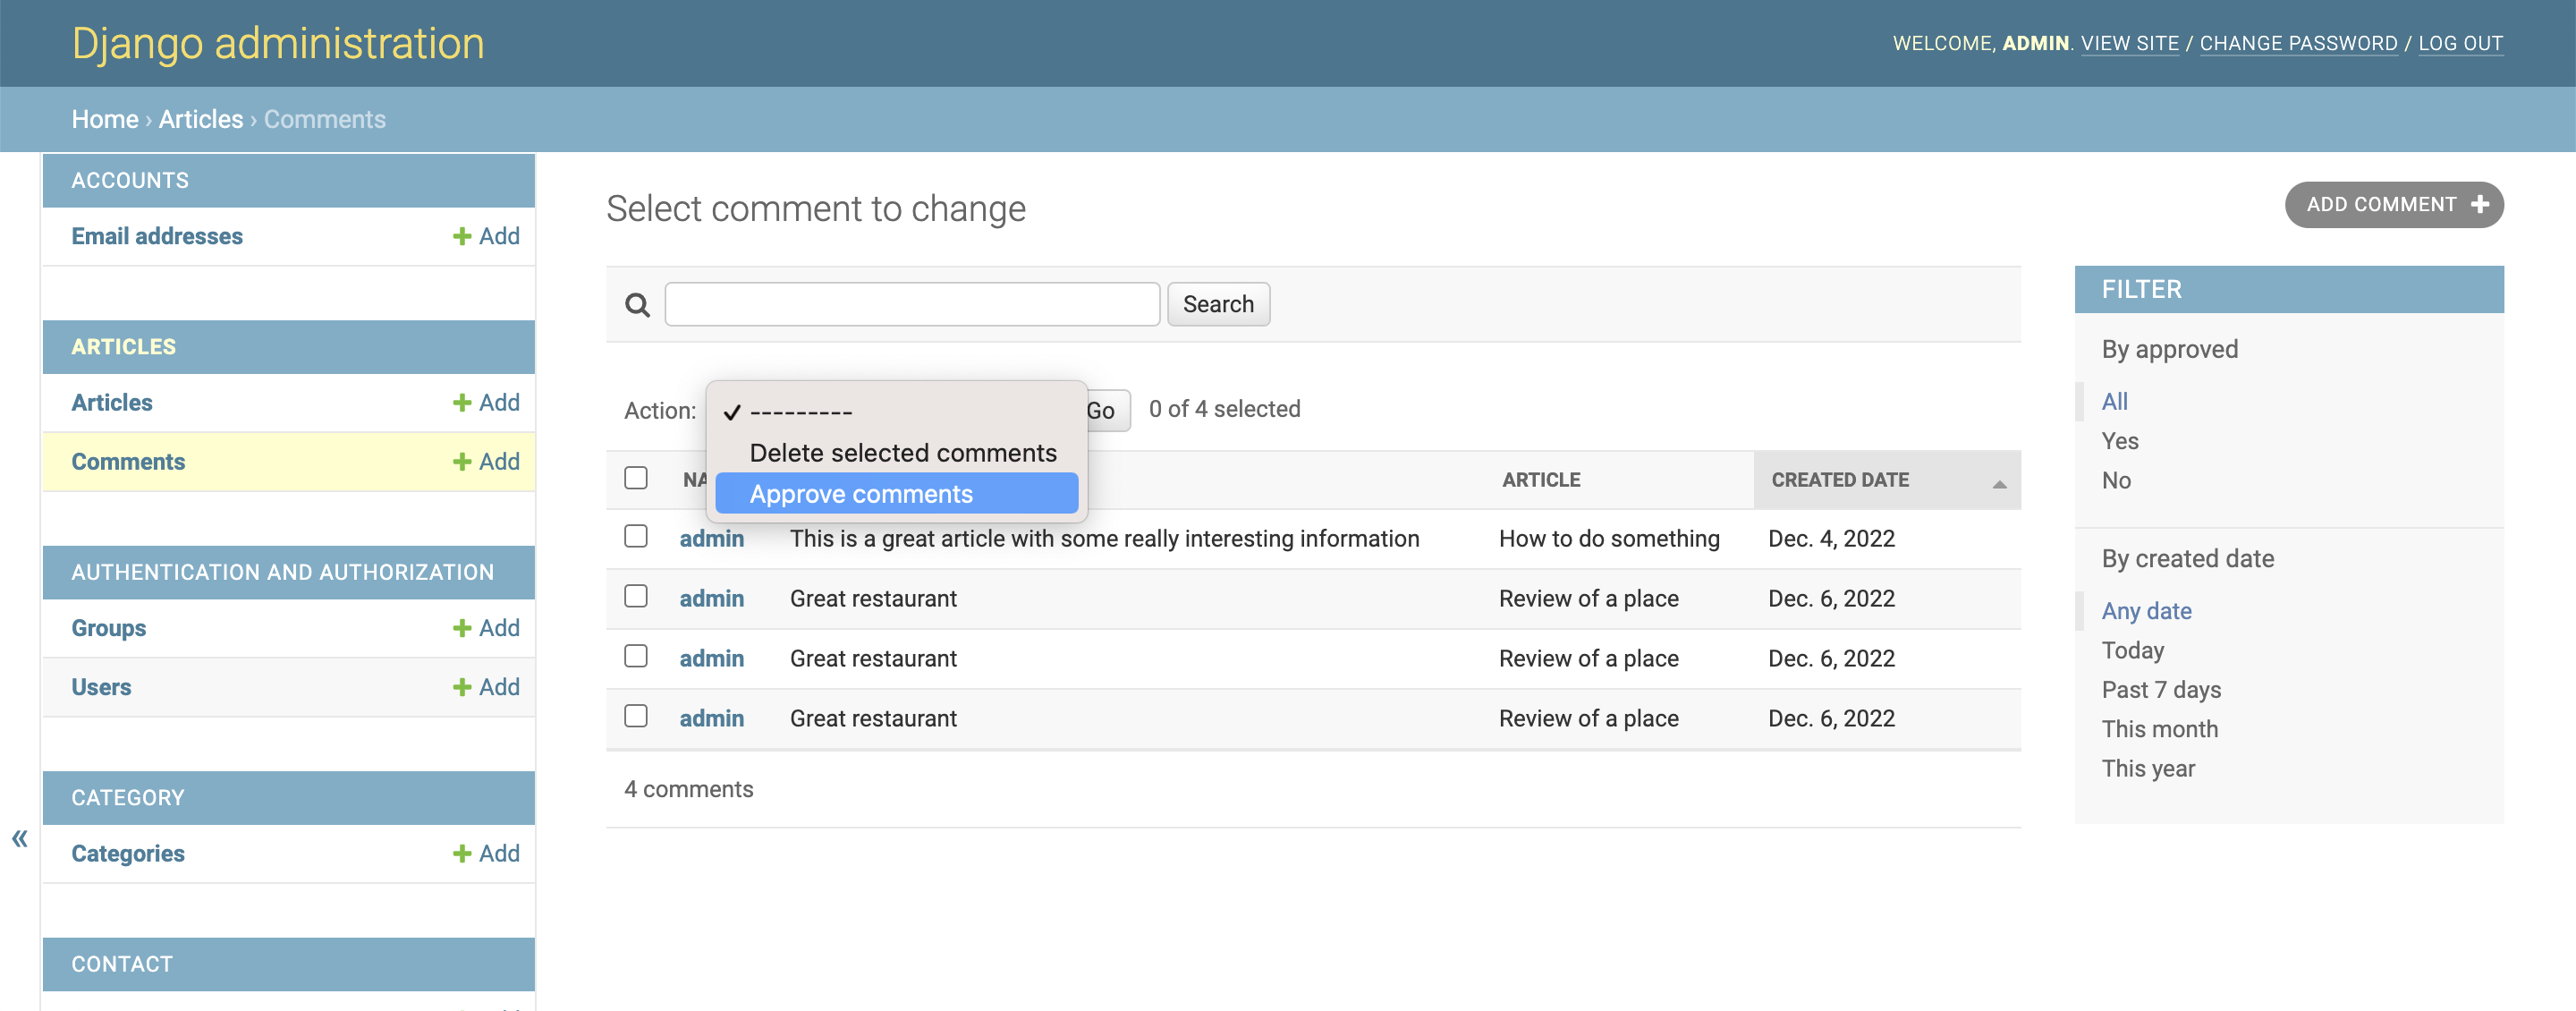 Django administration
WELCOME, ADMIN. VIEW SITE / CHANGE PASSWORD / LOG OUT
Home › Articles › Comments
ACCOUNTS
Email addresses
Add
ARTICLES
Articles
Add
Comments
Add
AUTHENTICATION AND AUTHORIZATION
Groups
Add
Users
Add
CATEGORY
Categories
Add
CONTACT
«
Select comment to change
ADD COMMENT
Search
Action:
---------
Delete selected comments
Approve comments
Go
0 of 4 selected
ARTICLE
CREATED DATE
admin This is a great article with some really interesting information How to do something Dec. 4, 2022
admin Great restaurant Review of a place Dec. 6, 2022
admin Great restaurant Review of a place Dec. 6, 2022
admin Great restaurant Review of a place Dec. 6, 2022
4 comments
FILTER
By approved
All
Yes
No
By created date
Any date
Today
Past 7 days
This month
This year